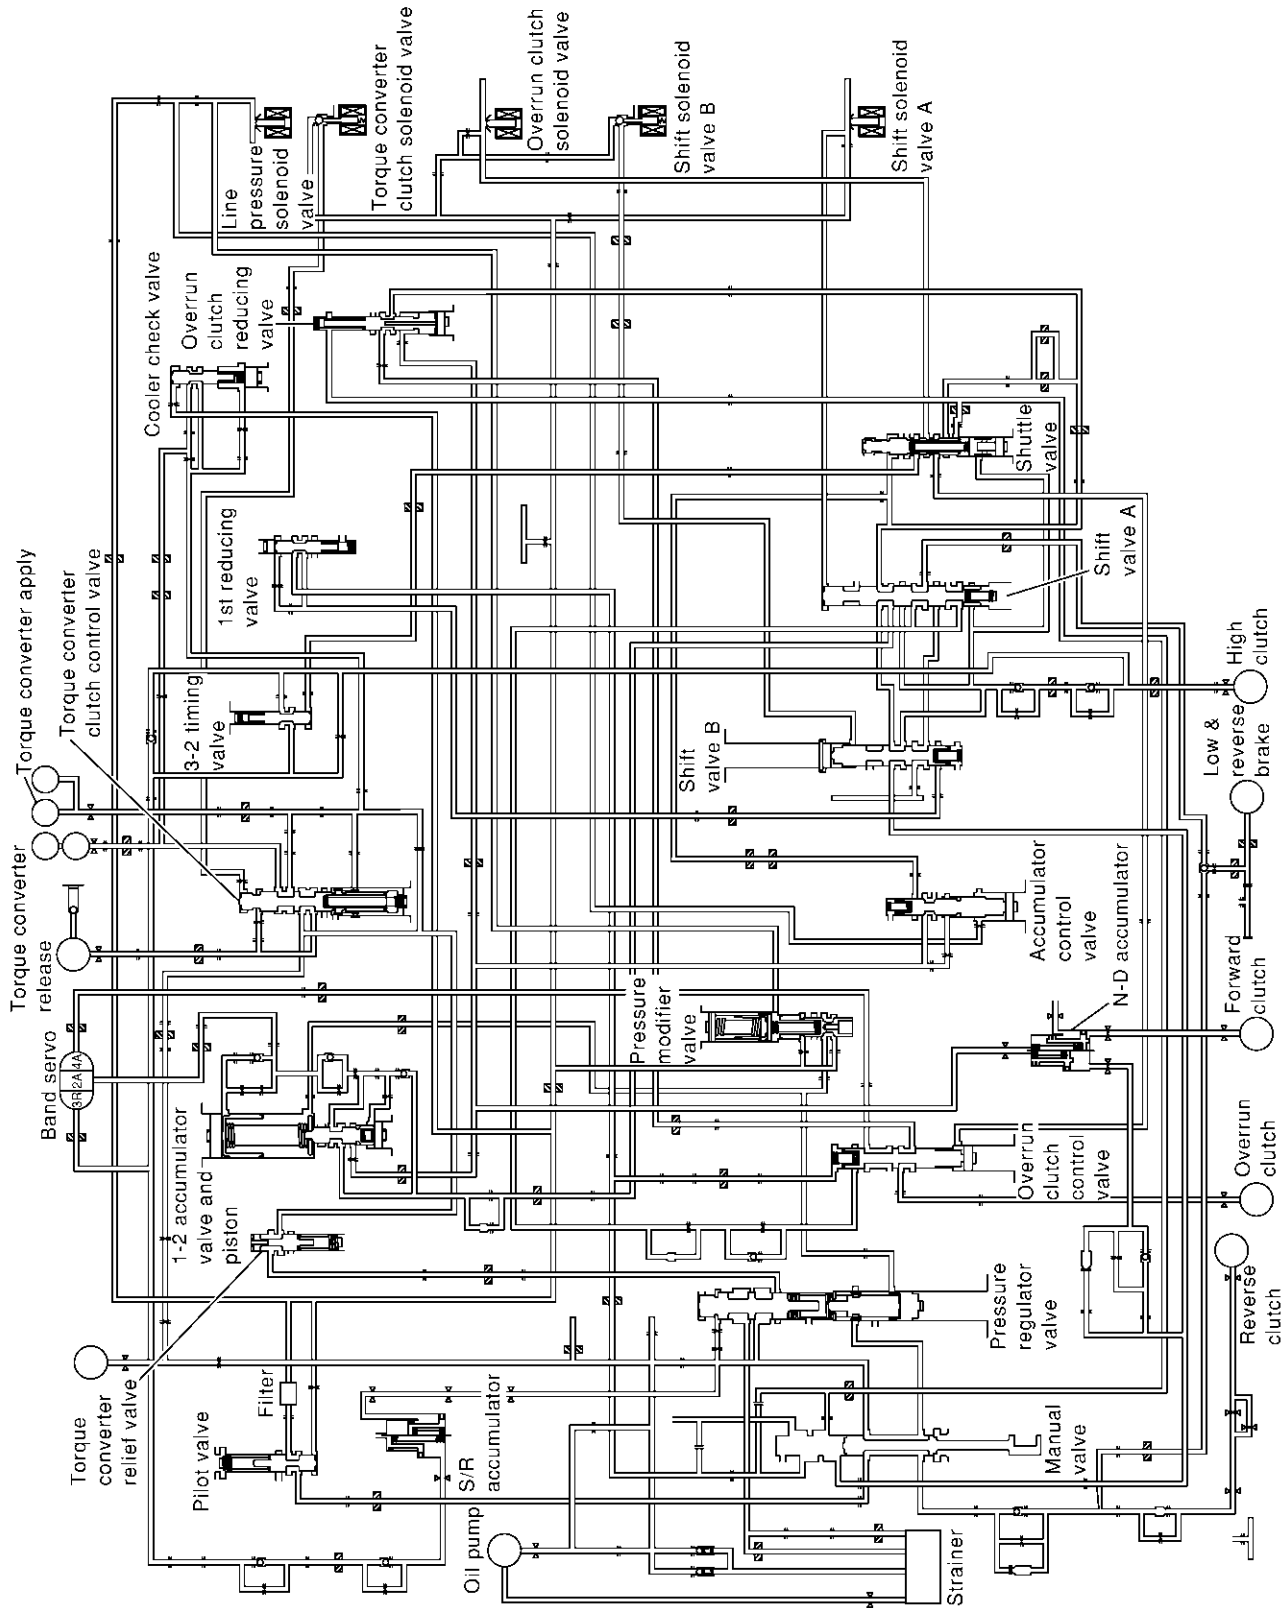 Torque converter
release
Torque converter apply
Torque converter
clutch control valve
Cooler check valve
Overrun
clutch
reducing
valve
Line
pressure
solenoid
valve
Torque converter
clutch solenoid valve
Overrun clutch
solenoid valve
Shift solenoid
valve B
Shift solenoid
valve A
Band servo
3R
2A
4A
3-2 timing
valve
1st reducing
valve
Shuttle
valve
Shift
valve A
Shift
valve B
High
clutch
Low &
reverse
brake
1-2 accumulator
valve and
piston
Pressure
modifier
valve
Accumulator
control
valve
N-D accumulator
Forward
clutch
Overrun
clutch
control
valve
Overrun
clutch
Torque
converter
relief valve
Pilot valve
Filter
S/R
accumulator
Pressure
regulator
valve
Reverse
clutch
Manual
valve
Oil pump
Strainer